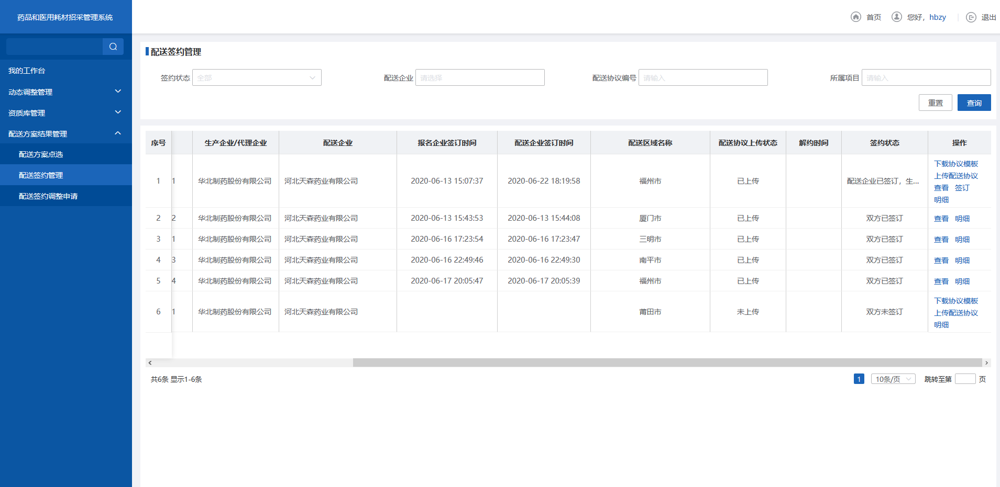 药品和医用耗材招采管理系统
首页 您好，hbzy 退出
我的工作台
动态调整管理
资质库管理
配送方案结果管理
配送方案点选
配送签约管理
配送签约调整申请
配送签约管理
签约状态 全部 配送企业 请选择 配送协议编号 请输入 所属项目 请输入
重置 查询
序号 生产企业/代理企业 配送企业 报名企业签订时间 配送企业签订时间 配送区域名称 配送协议上传状态 解约时间 签约状态 操作
1 1 华北制药股份有限公司 河北天森药业有限公司 2020-06-13 15:07:37 2020-06-22 18:19:58 福州市 已上传 配送企业已签订，生... 下载协议模板
上传配送协议
查看 签订
明细
2 2 华北制药股份有限公司 河北天森药业有限公司 2020-06-13 15:43:53 2020-06-13 15:44:08 厦门市 已上传 双方已签订 查看 明细
3 1 华北制药股份有限公司 河北天森药业有限公司 2020-06-16 17:23:54 2020-06-16 17:23:47 三明市 已上传 双方已签订 查看 明细
4 3 华北制药股份有限公司 河北天森药业有限公司 2020-06-16 22:49:46 2020-06-16 22:49:30 南平市 已上传 双方已签订 查看 明细
5 4 华北制药股份有限公司 河北天森药业有限公司 2020-06-17 20:05:47 2020-06-17 20:05:39 福州市 已上传 双方已签订 查看 明细
6 1 华北制药股份有限公司 河北天森药业有限公司 莆田市 未上传 双方未签订 下载协议模板
上传配送协议
明细
共6条 显示1-6条 1 10条/页 跳转至第 页